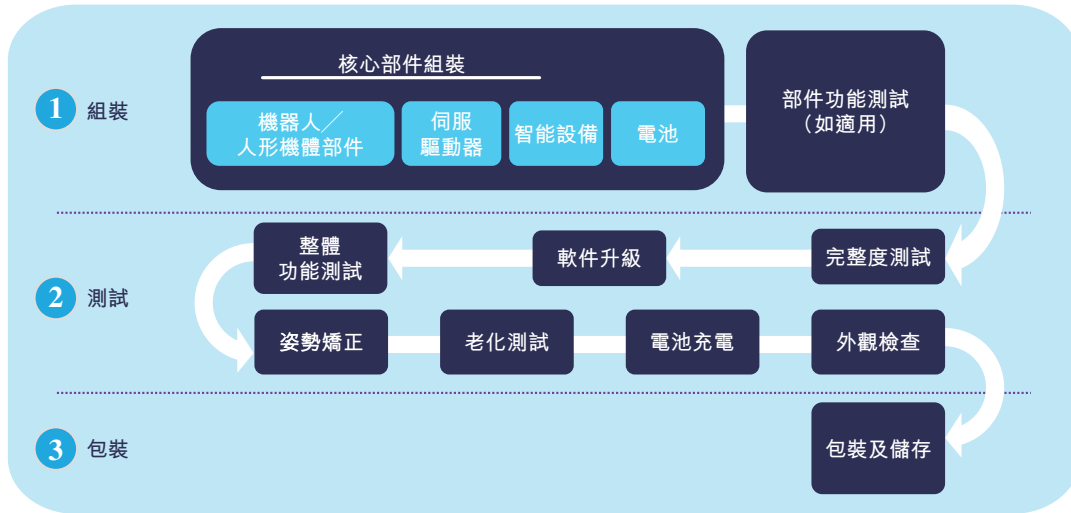 核心部件組裝
1 組裝
機器人／
人形機體部件
伺服
驅動器
智能設備
電池
部件功能測試
（如適用）
2 測試
完整度測試
軟件升級
整體
功能測試
姿勢矯正
老化測試
電池充電
外觀檢查
3 包裝
包裝及儲存